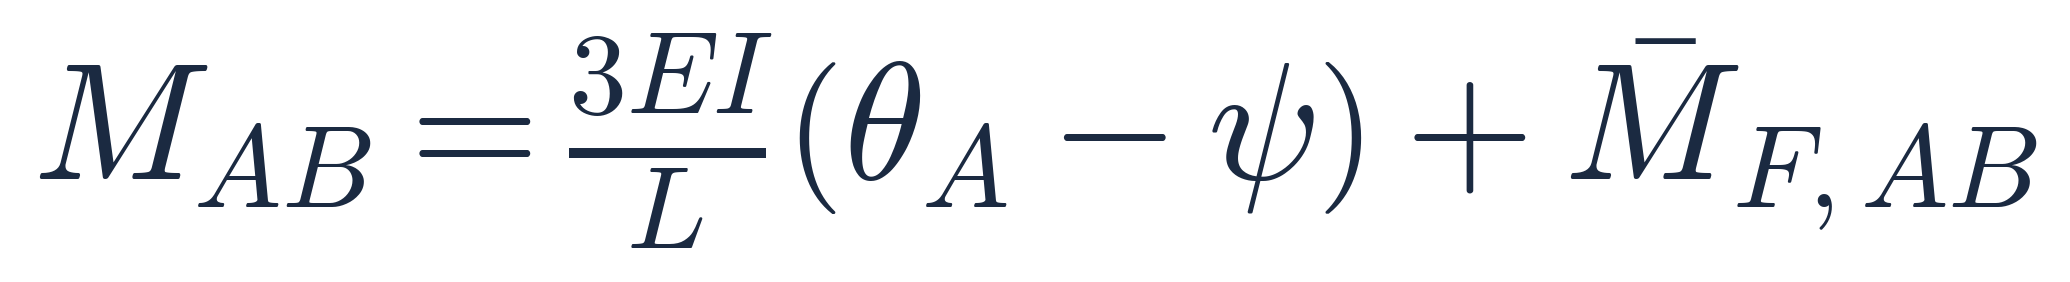 $M_{AB} = \frac{3EI}{L}(\theta_A - \psi) + \bar{M}_{F,AB}$